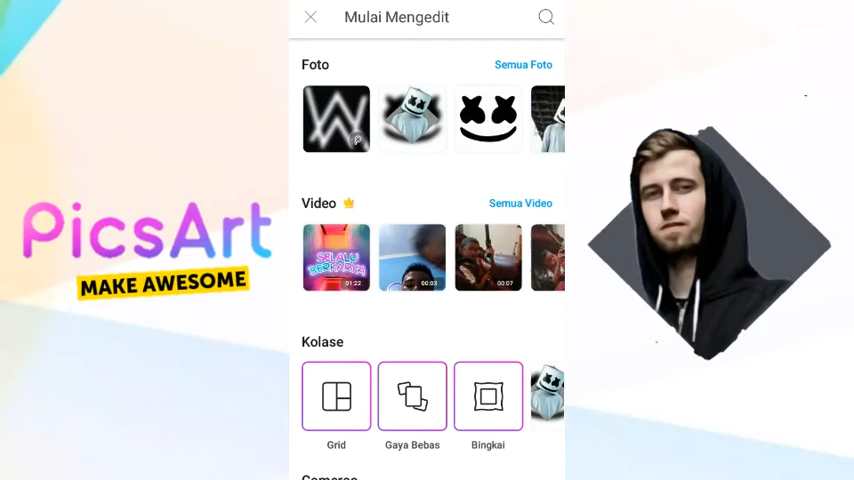 Mulai Mengedit
Foto
Semua Foto
Video
Semua Video
SELALU
BERKARYA
01:22
00:03
00:07
Kolase
Grid
Gaya Bebas
Bingkai
PicsArt
MAKE AWESOME